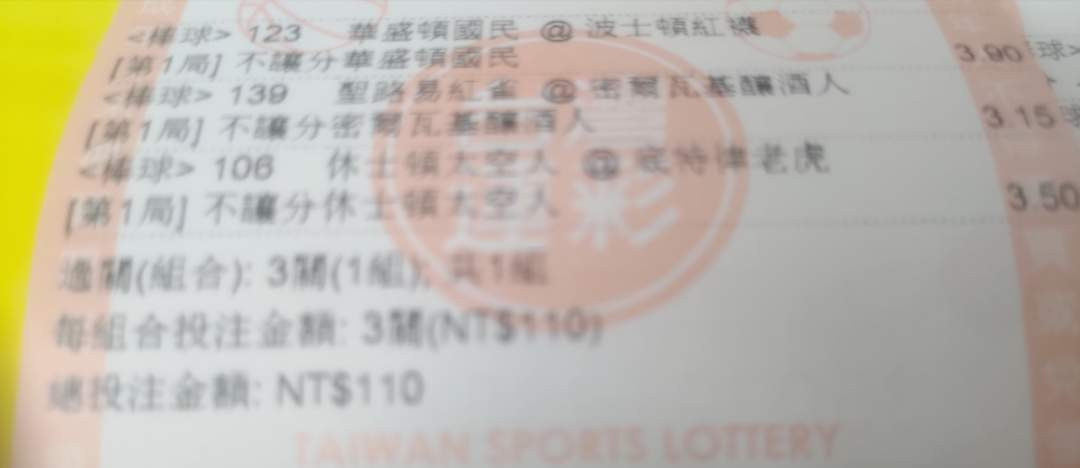 <棒球> 123 華盛頓國民 @ 波士頓紅襪
[第1局] 不讓分華盛頓國民 3.90
球>
<棒球> 139 聖路易紅雀 @ 密爾瓦基釀酒人
[第1局] 不讓分密爾瓦基釀酒人 3.15
<棒球> 106 休士頓太空人 @ 底特律老虎
[第1局] 不讓分休士頓太空人 3.50
過關(組合): 3關(1組); 共1組
每組合投注金額: 3關(NT$110)
總投注金額: NT$110
運彩
TAIWAN SPORTS LOTTERY